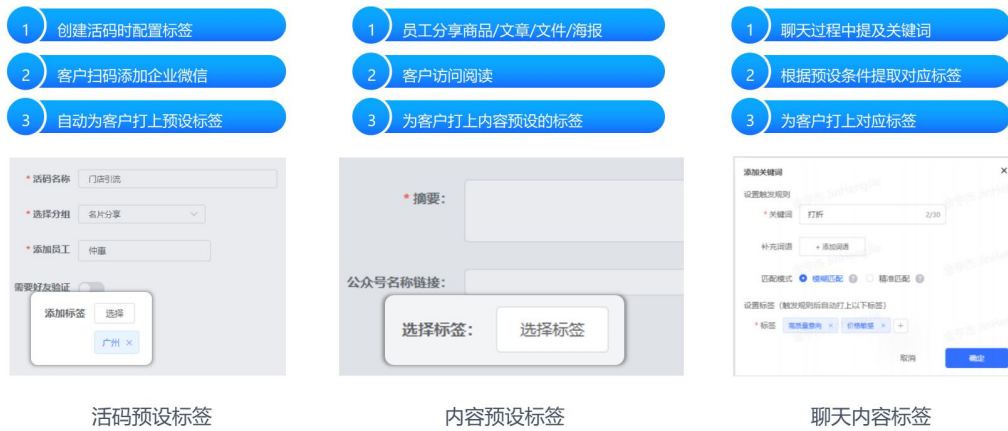 1 创建活码时配置标签
2 客户扫码添加企业微信
3 自动为客户打上预设标签
* 活码名称 门店引流
* 选择分组 名片分享
* 添加员工 仲惠
需要好友验证
添加标签 选择
广州 ×
活码预设标签
1 员工分享商品/文章/文件/海报
2 客户访问阅读
3 为客户打上内容预设的标签
* 摘要:
公众号名称链接:
选择标签: 选择标签
内容预设标签
1 聊天过程中提及关键词
2 根据预设条件提取对应标签
3 为客户打上对应标签
添加关键词 ×
设置触发规则
* 关键词 打折 2/30
补充词语 + 添加词语
匹配模式 模糊匹配 ? 精准匹配 ?
设置标签（触发规则后自动打上以下标签）
* 标签 高质量意向 × 价格敏感 × +
取消 确定
聊天内容标签